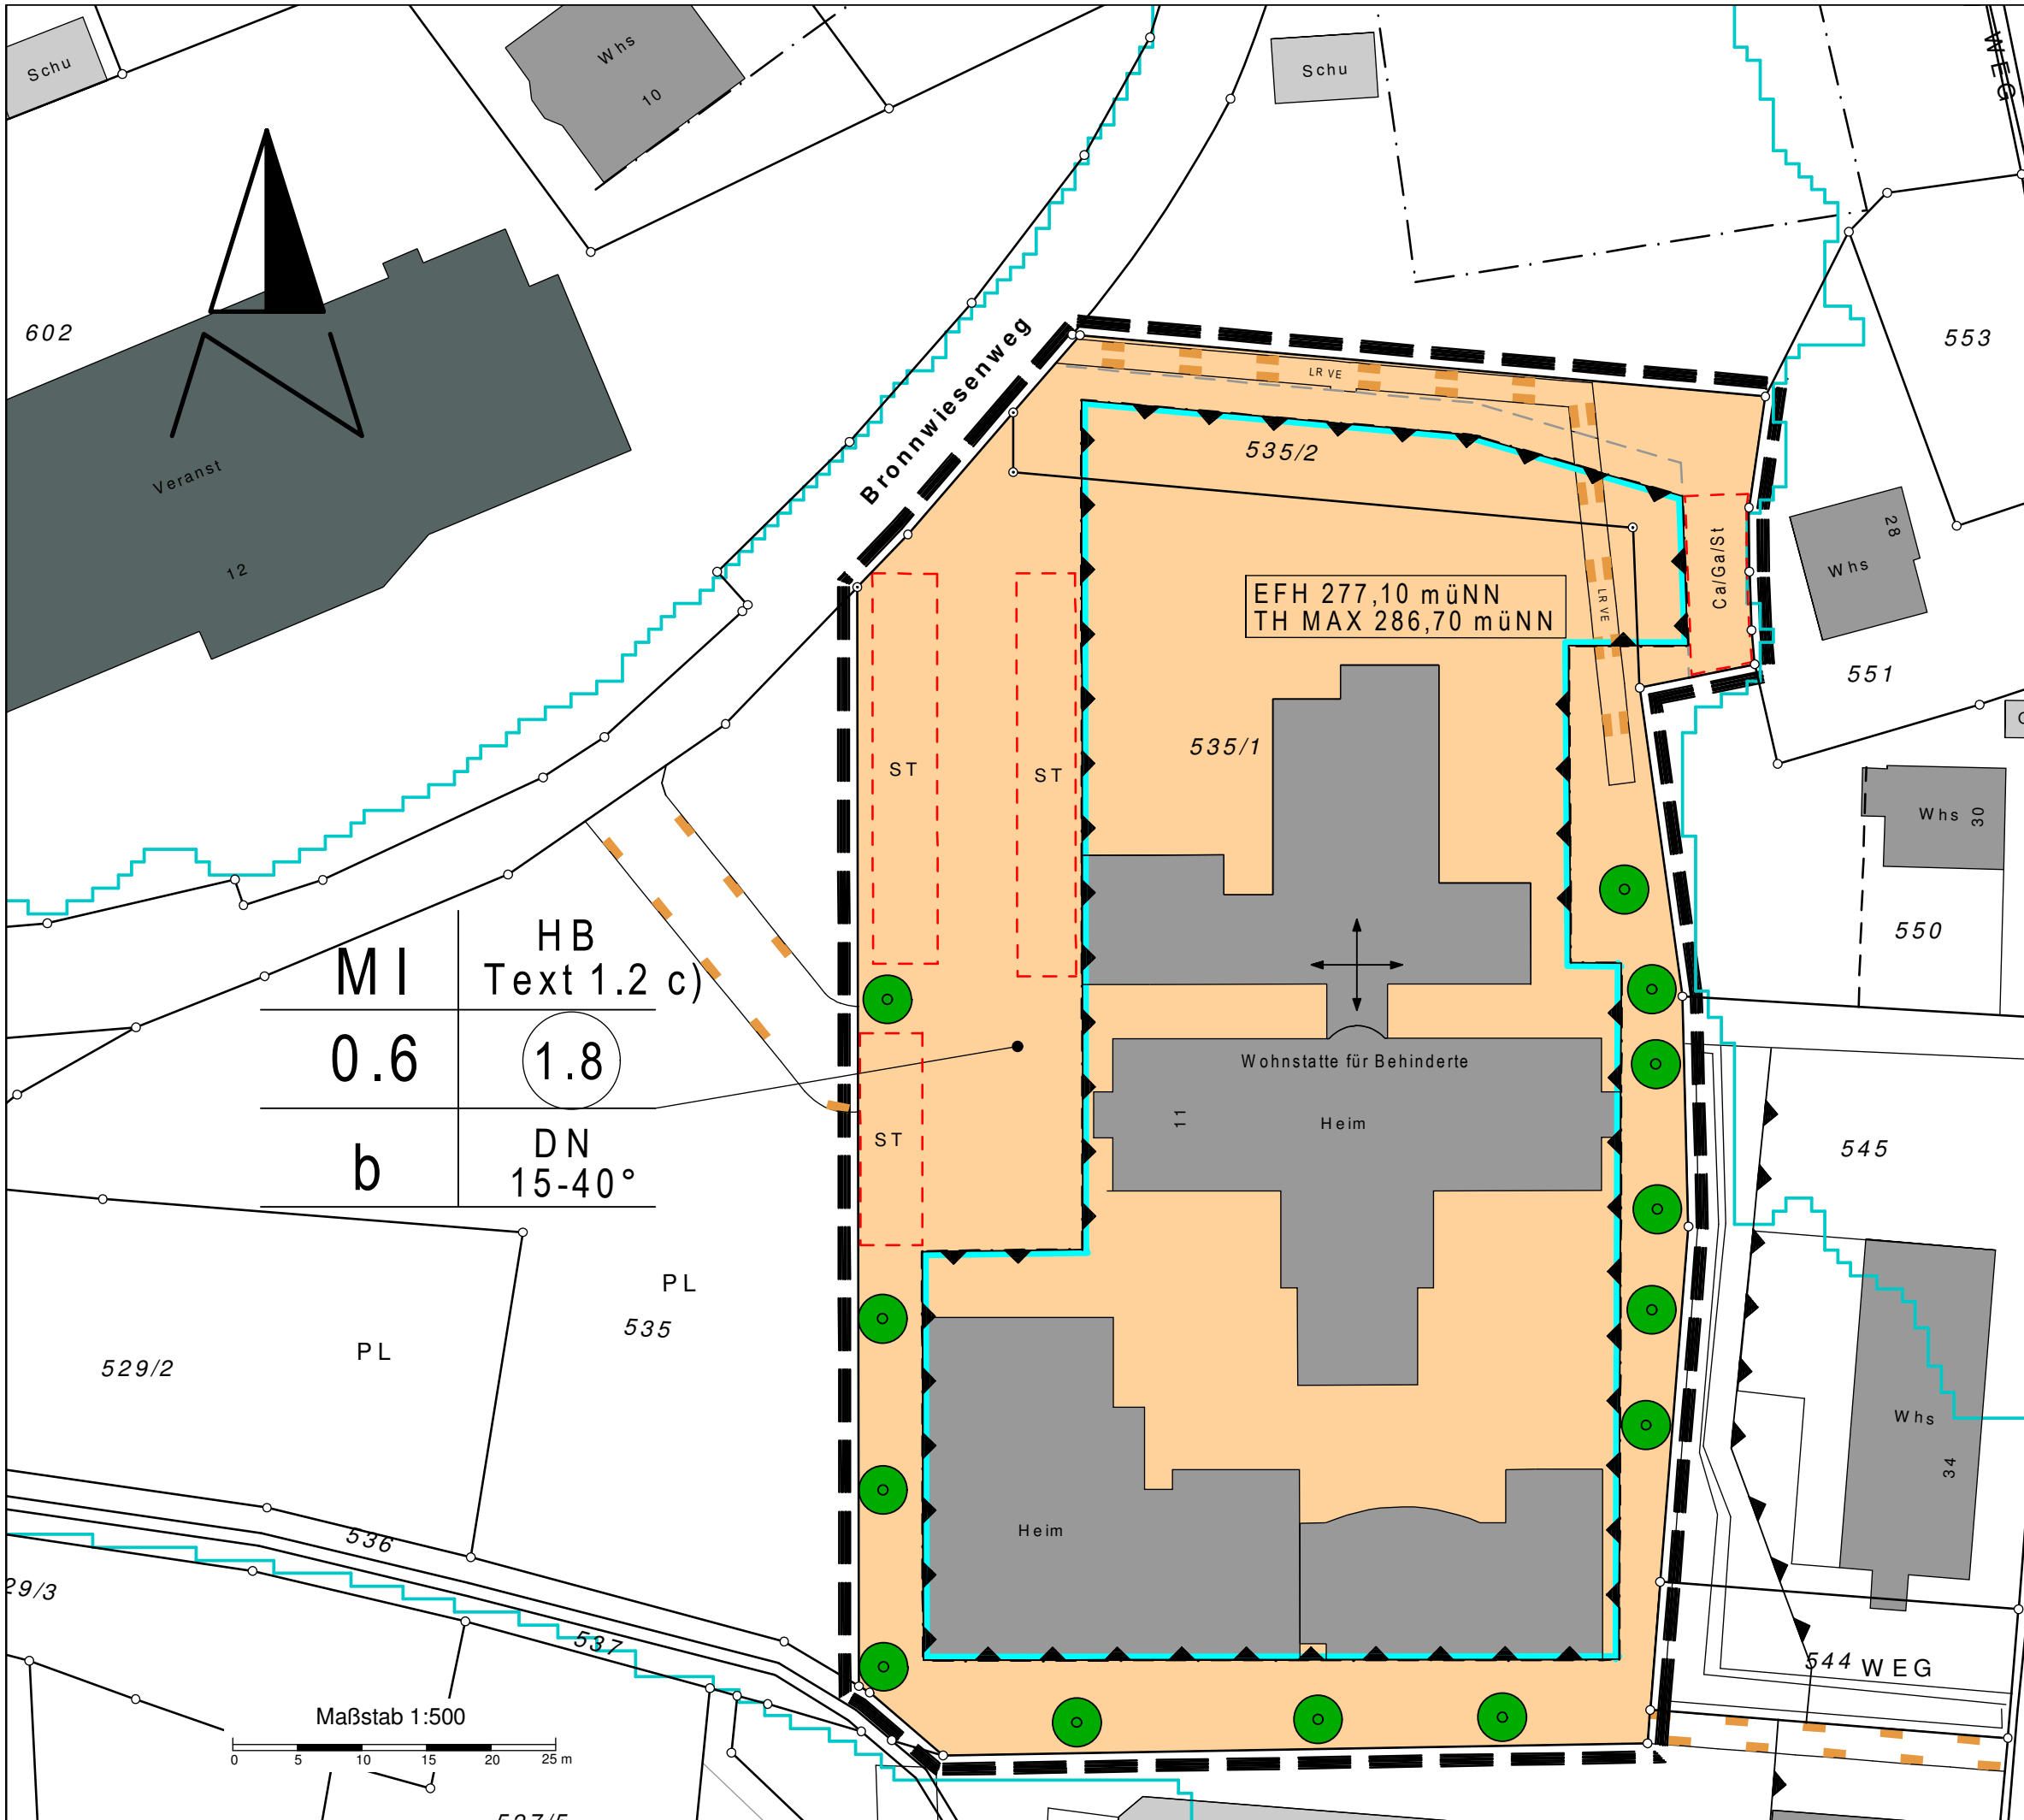 Schu
Whs
10
Schu
WEG
602
Bronnwiesenweg
LR VE
553
535/2
Veranst
12
Ca/Ga/St
28
Whs
EFH 277,10 müNN
TH MAX 286,70 müNN
LR VE
551
535/1
ST
ST
Whs
30
550
MI
HB
Text 1.2 c)
0.6
1.8
b
DN
15-40°
Wohnstatte für Behinderte
11
Heim
ST
545
PL
535
PL
529/2
Whs
34
Heim
536
29/3
537
544
WEG
Maßstab 1:500
0 5 10 15 20 25 m